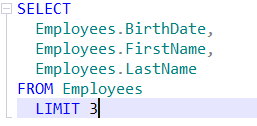 SELECT
Employees.BirthDate,
Employees.FirstName,
Employees.LastName
FROM Employees
LIMIT 3